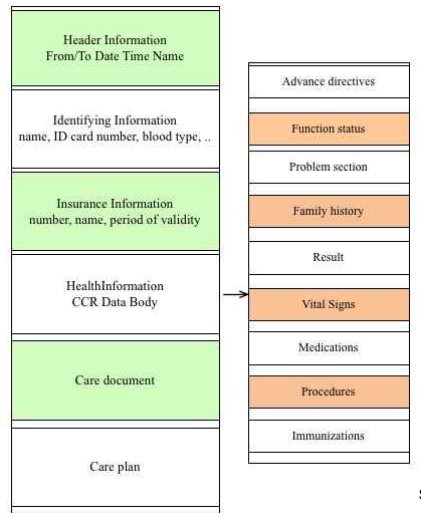 Header Information
From/To Date Time Name
Identifying Information
name, ID card number, blood type, ..
Insurance Information
number, name, period of validity
HealthInformation
CCR Data Body
Care document
Care plan
Advance directives
Function status
Problem section
Family history
Result
Vital Signs
Medications
Procedures
Immunizations